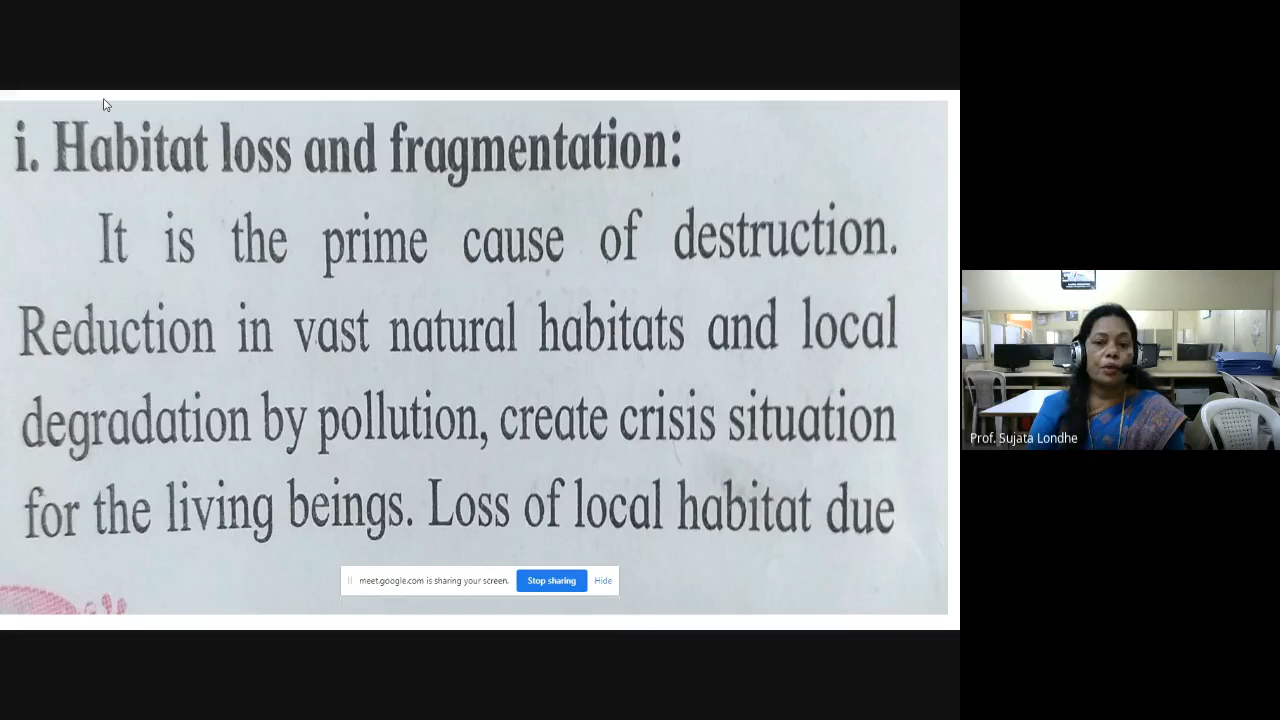 i. Habitat loss and fragmentation:
It is the prime cause of destruction.
Reduction in vast natural habitats and local
degradation by pollution, create crisis situation
for the living beings. Loss of local habitat due
meet.google.com is sharing your screen.
Stop sharing
Hide
Prof. Sujata Londhe